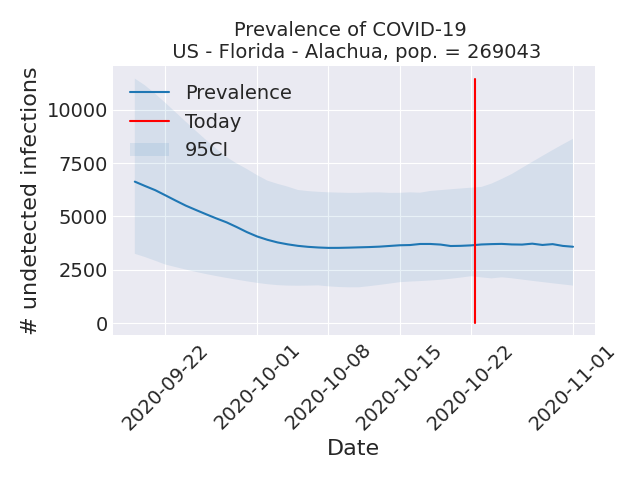 Prevalence of COVID-19
US - Florida - Alachua, pop. = 269043
# undetected infections
10000
7500
5000
2500
0
Prevalence
Today
95CI
2020-09-22
2020-10-01
2020-10-08
2020-10-15
2020-10-22
2020-11-01
Date